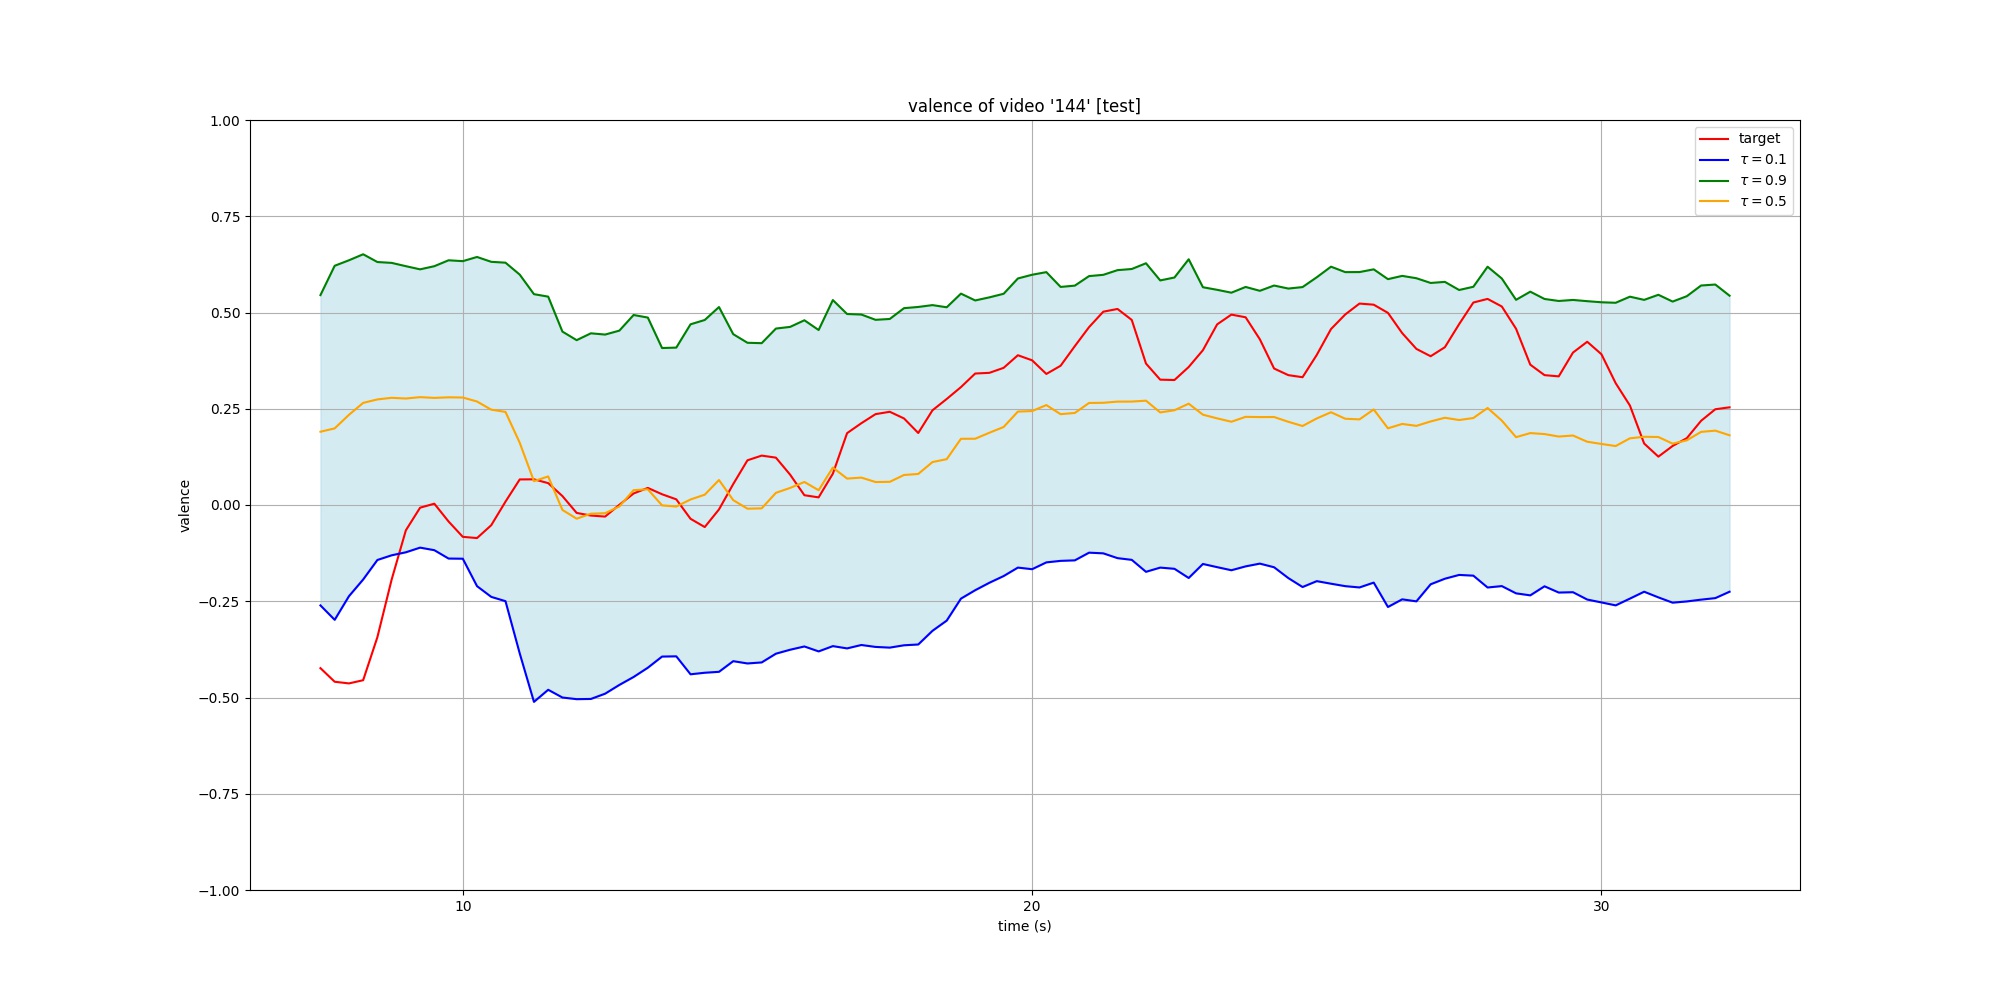 valence of video '144' [test]
1.00
0.75
0.50
0.25
0.00
−0.25
−0.50
−0.75
−1.00
valence
10
20
30
time (s)
target
τ = 0.1
τ = 0.9
τ = 0.5